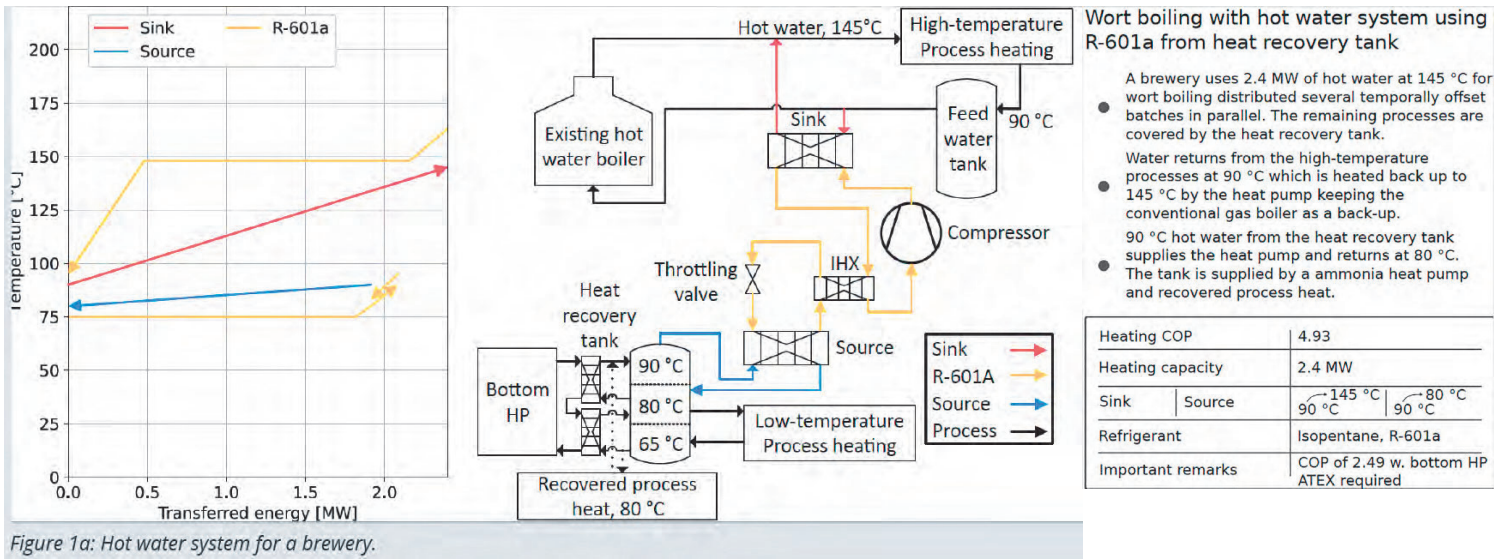 Sink
Source
R-601a
200
175
150
125
100
75
50
25
0
Temperature [°C]
0.0
0.5
1.0
1.5
2.0
Transferred energy [MW]
Hot water, 145°C
High-temperature
Process heating
Existing hot
water boiler
Sink
Feed
water
tank
90 °C
Compressor
Throttling
valve
IHX
Heat
recovery
tank
Source
Bottom
HP
90 °C
80 °C
65 °C
Low-temperature
Process heating
Recovered process
heat, 80 °C
Sink
R-601A
Source
Process
Wort boiling with hot water system using
R-601a from heat recovery tank
● A brewery uses 2.4 MW of hot water at 145 °C for
wort boiling distributed several temporally offset
batches in parallel. The remaining processes are
covered by the heat recovery tank.
● Water returns from the high-temperature
processes at 90 °C which is heated back up to
145 °C by the heat pump keeping the
conventional gas boiler as a back-up.
● 90 °C hot water from the heat recovery tank
supplies the heat pump and returns at 80 °C.
The tank is supplied by a ammonia heat pump
and recovered process heat.
Heating COP 4.93
Heating capacity 2.4 MW
Sink Source 90 °C 145 °C 90 °C 80 °C
Refrigerant Isopentane, R-601a
Important remarks COP of 2.49 w. bottom HP
ATEX required
Figure 1a: Hot water system for a brewery.